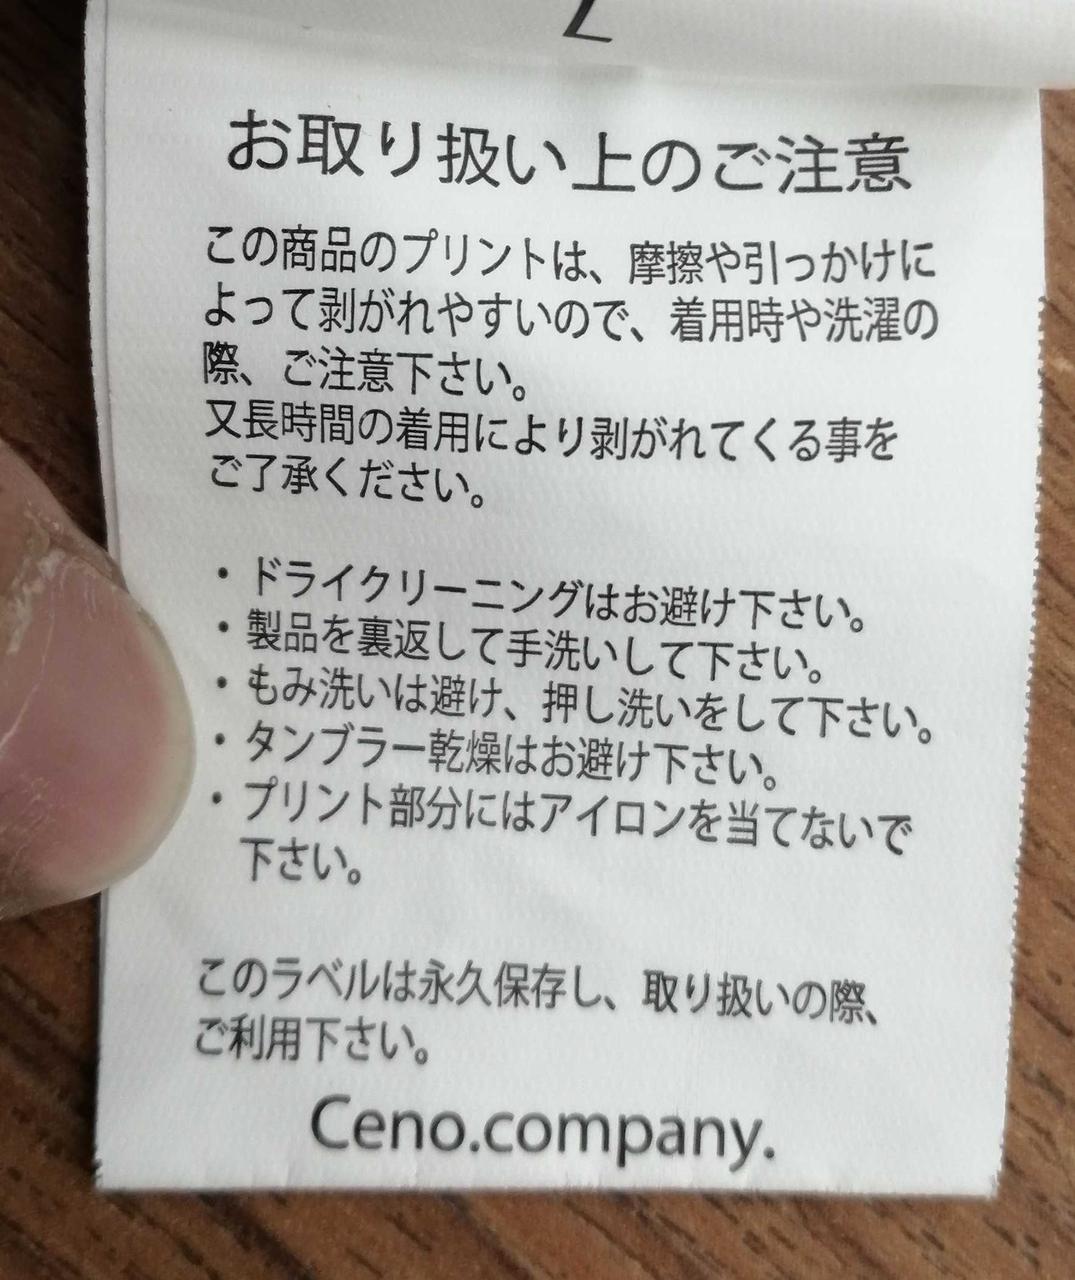 お取り扱い上のご注意
この商品のプリントは、摩擦や引っかけに
よって剥がれやすいので、着用時や洗濯の
際、ご注意下さい。
又長時間の着用により剥がれてくる事を
ご了承ください。
・ドライクリーニングはお避け下さい。
・製品を裏返して手洗いして下さい。
・もみ洗いは避け、押し洗いをして下さい。
・タンブラー乾燥はお避け下さい。
・プリント部分にはアイロンを当てないで
下さい。
このラベルは永久保存し、取り扱いの際、
ご利用下さい。
Ceno.company.